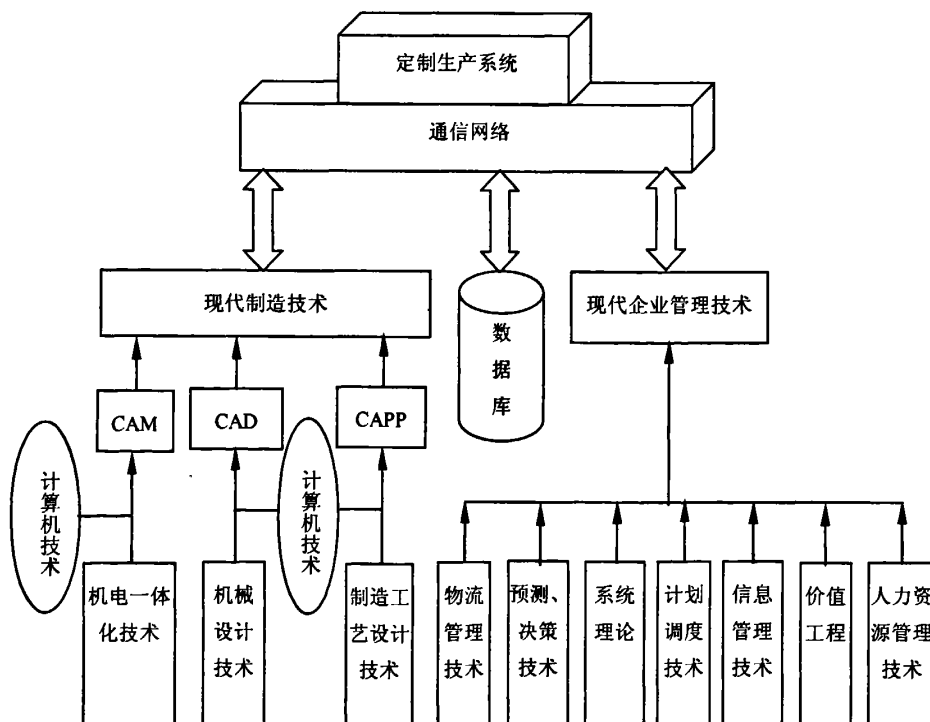 定制生产系统
通信网络
现代制造技术
数
据
库
现代企业管理技术
CAM
CAD
CAPP
计算机技术
计算机技术
机电一体
化技术
机械
设计
技术
制造工
艺设计
技术
物流
管理
技术
预测、
决策
技术
系统
理论
计划
调度
技术
信息
管理
技术
价值
工程
人力资
源管理
技术